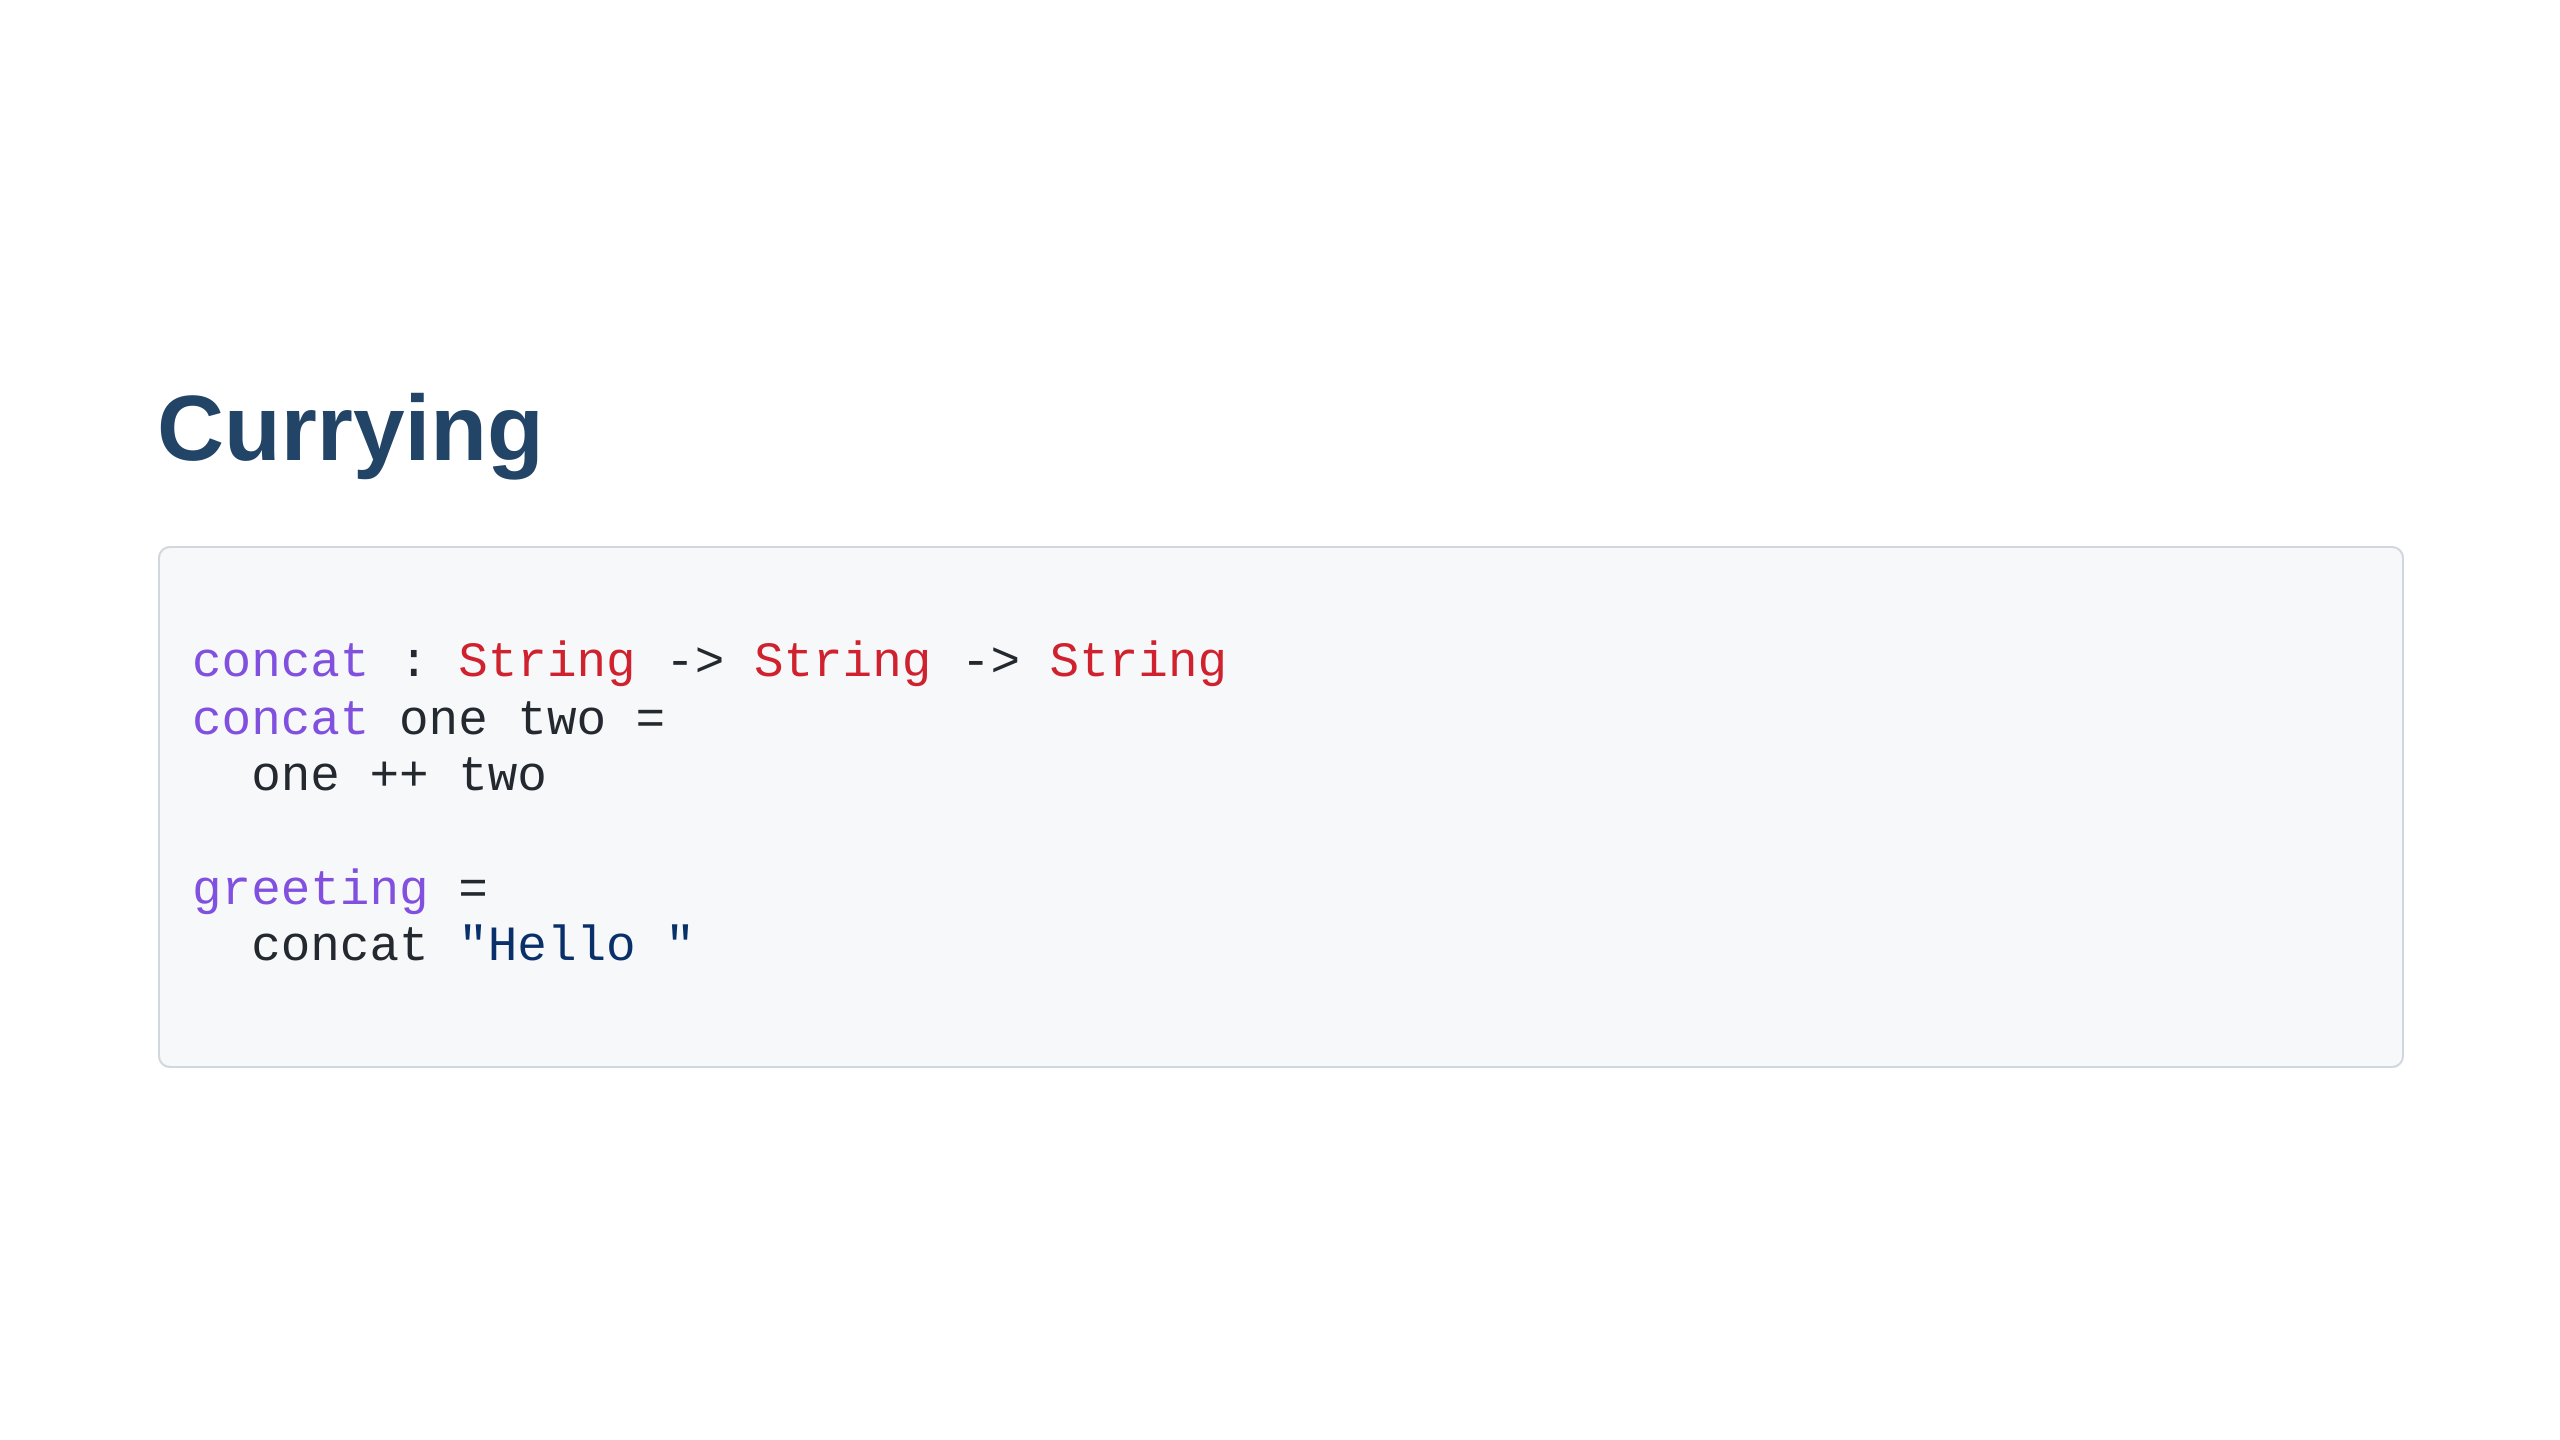 Currying
concat : String -> String -> String
concat one two =
  one ++ two
greeting =
  concat "Hello "